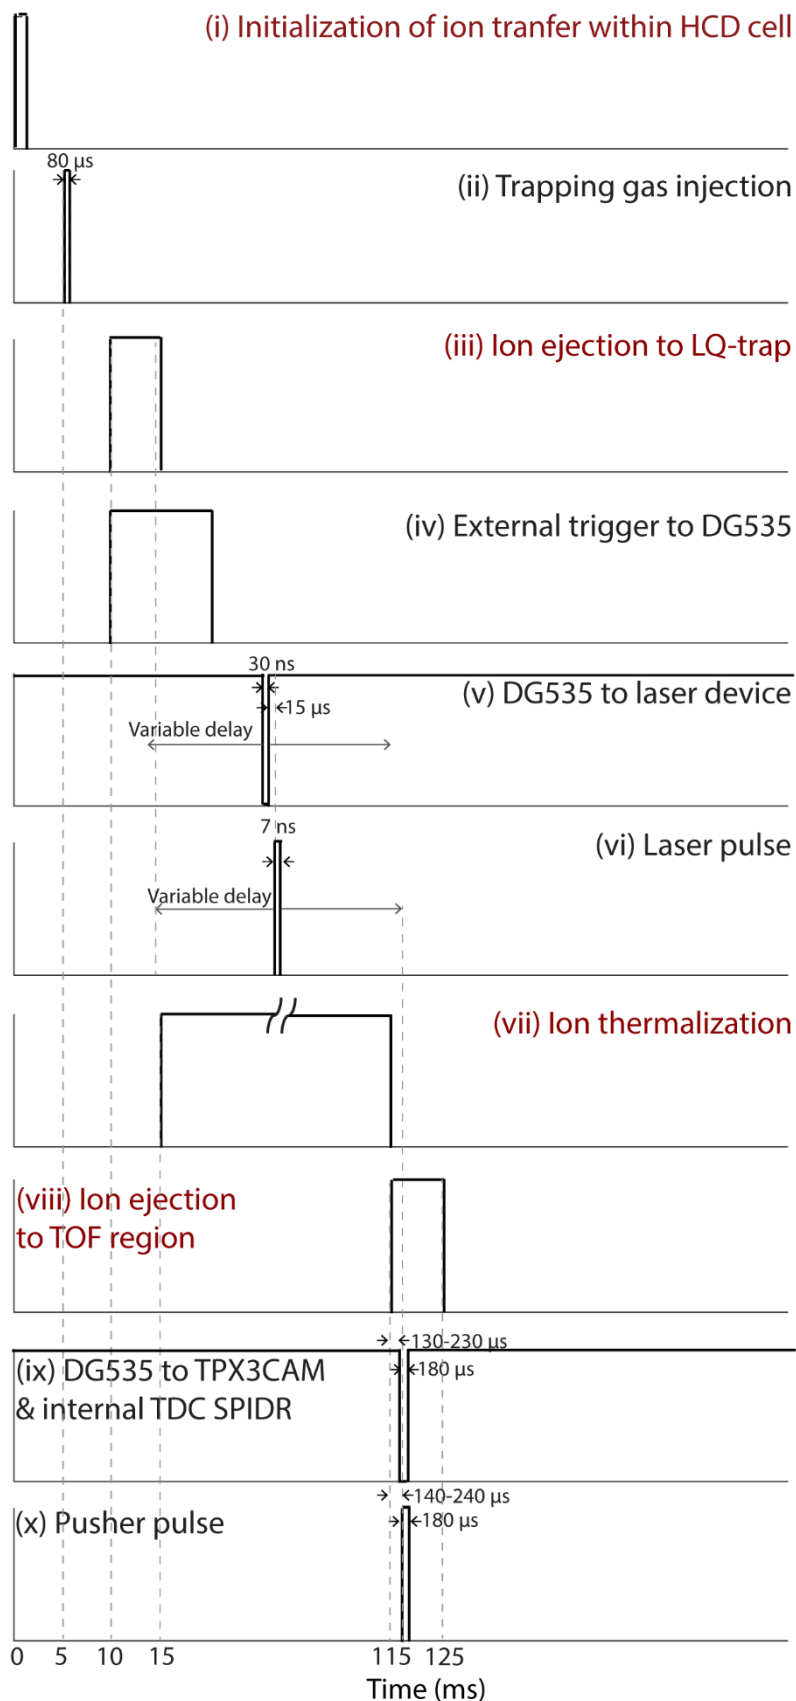 (i) Initialization of ion tranfer within HCD cell
80 µs
(ii) Trapping gas injection
(iii) Ion ejection to LQ-trap
(iv) External trigger to DG535
30 ns
(v) DG535 to laser device
15 µs
Variable delay
7 ns
(vi) Laser pulse
Variable delay
(vii) Ion thermalization
(viii) Ion ejection
to TOF region
130-230 µs
(ix) DG535 to TPX3CAM
180 µs
& internal TDC SPIDR
140-240 µs
(x) Pusher pulse
180 µs
0 5 10 15 115 125
Time (ms)